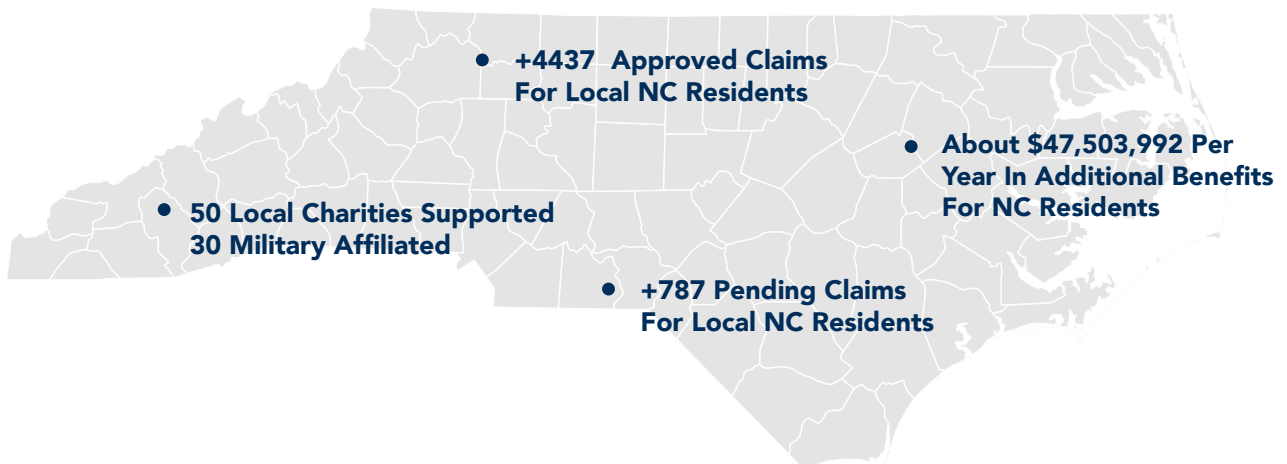 +4437 Approved Claims
For Local NC Residents
About $47,503,992 Per
Year In Additional Benefits
For NC Residents
50 Local Charities Supported
30 Military Affiliated
+787 Pending Claims
For Local NC Residents